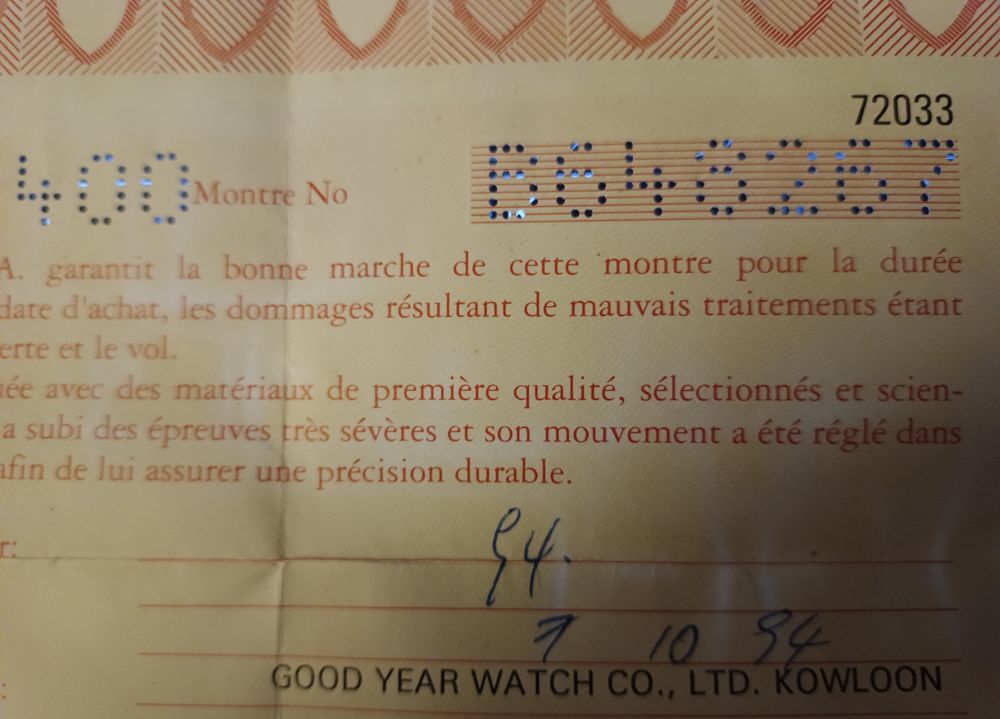 72033
400 Montre No B648267
A. garantit la bonne marche de cette montre pour la durée
date d'achat, les dommages résultant de mauvais traitements étant
erte et le vol.
ée avec des matériaux de première qualité, sélectionnés et scien-
a subi des épreuves très sévères et son mouvement a été réglé dans
afin de lui assurer une précision durable.
r:
94.
7 10 94
GOOD YEAR WATCH CO., LTD. KOWLOON